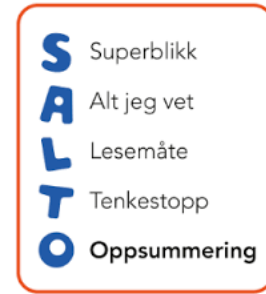 S Superblikk
A Alt jeg vet
L Lesemåte
T Tenkestopp
O Oppsummering